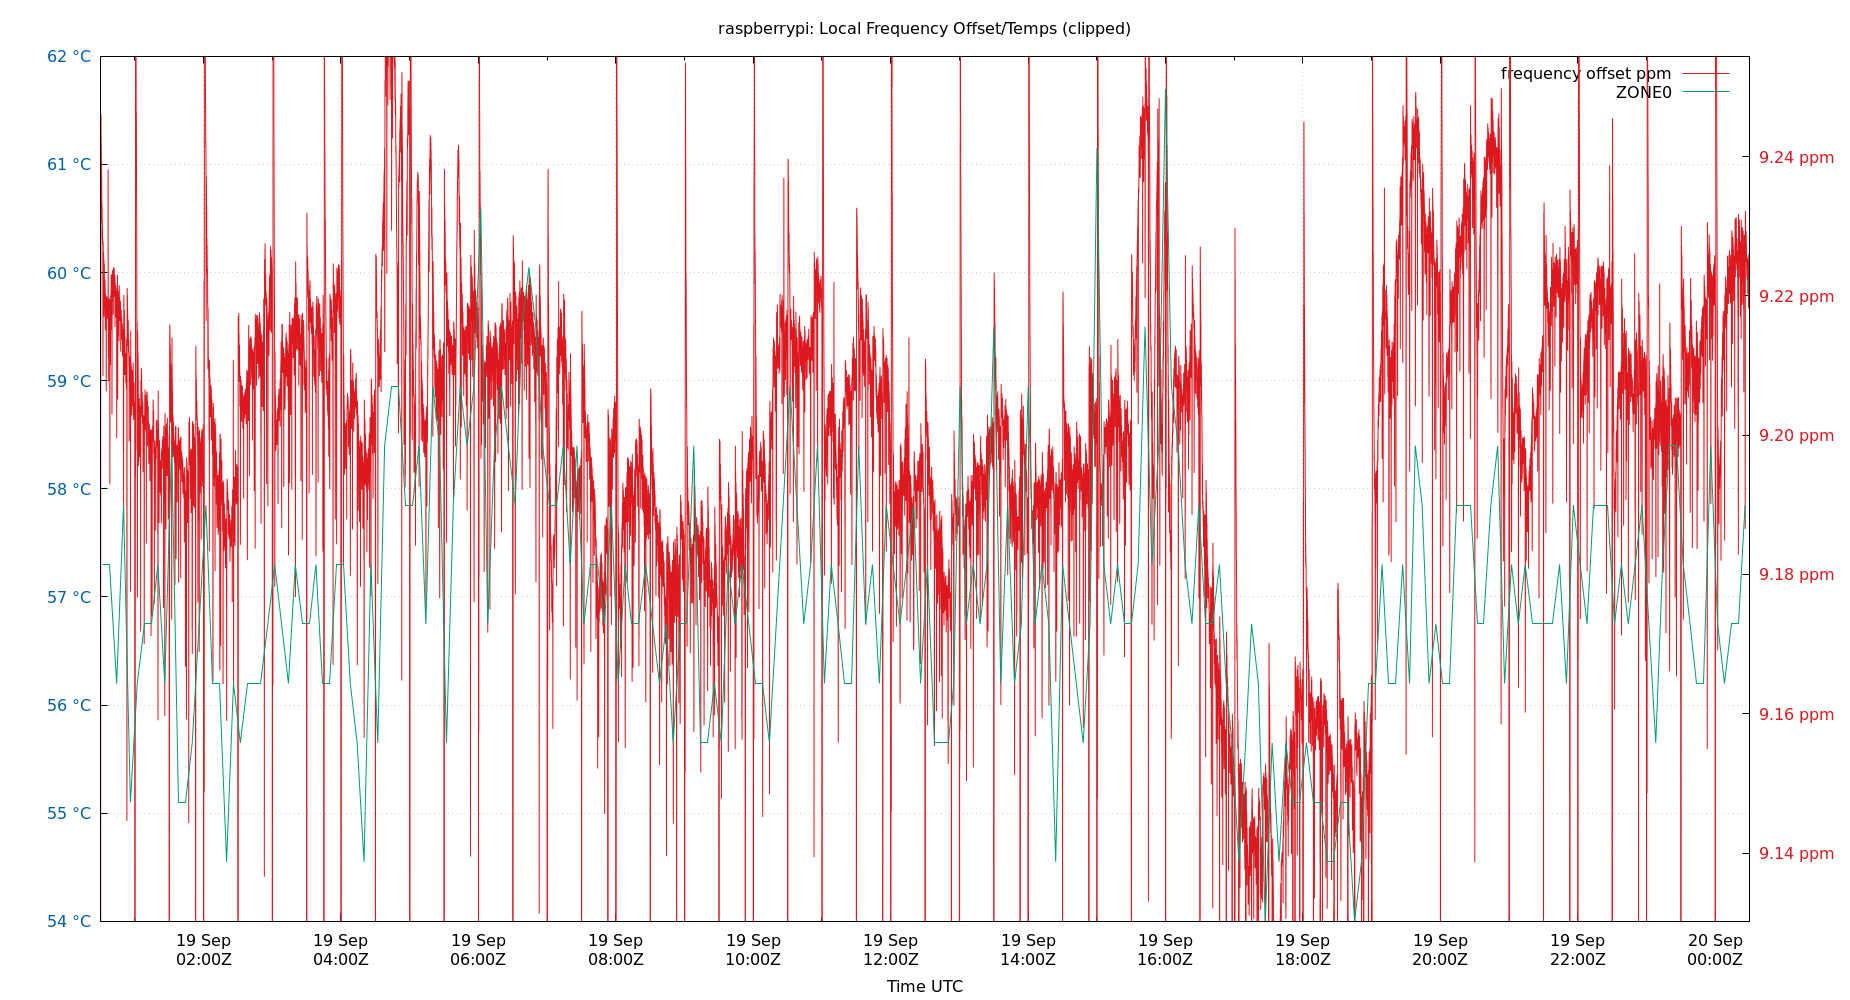 raspberrypi: Local Frequency Offset/Temps (clipped)
frequency offset ppm
ZONE0
62 °C
61 °C
60 °C
59 °C
58 °C
57 °C
56 °C
55 °C
54 °C
9.24 ppm
9.22 ppm
9.20 ppm
9.18 ppm
9.16 ppm
9.14 ppm
19 Sep 19 Sep 19 Sep 19 Sep 19 Sep 19 Sep 19 Sep 19 Sep 19 Sep 19 Sep 19 Sep 20 Sep
02:00Z 04:00Z 06:00Z 08:00Z 10:00Z 12:00Z 14:00Z 16:00Z 18:00Z 20:00Z 22:00Z 00:00Z
Time UTC